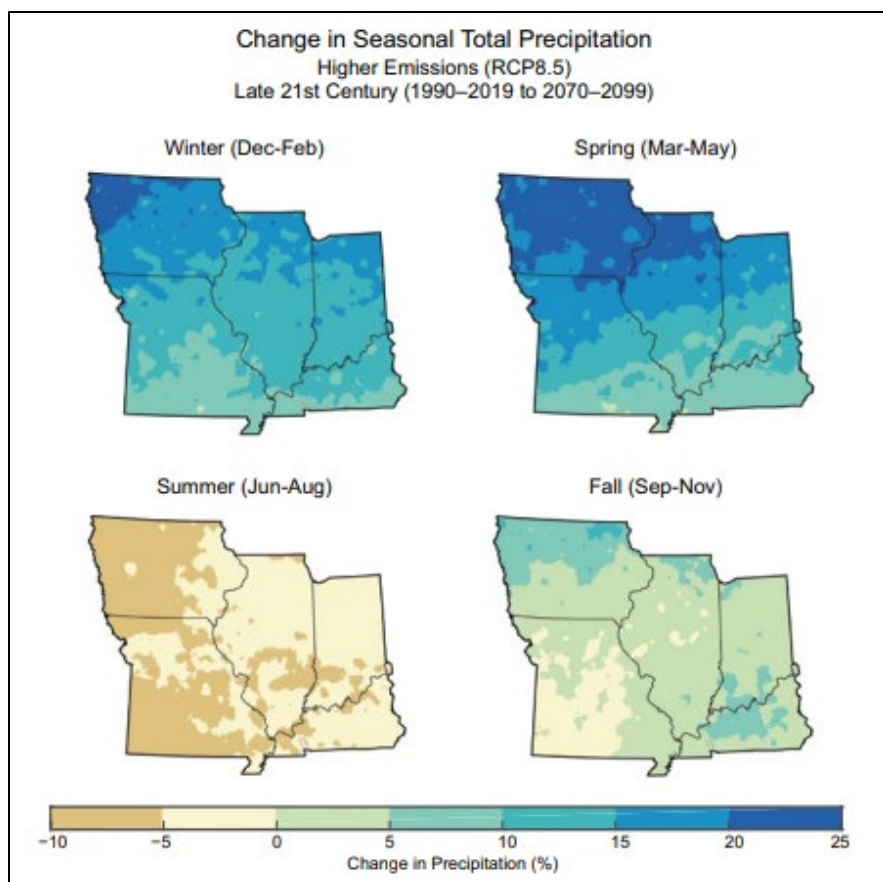 Change in Seasonal Total Precipitation
Higher Emissions (RCP8.5)
Late 21st Century (1990–2019 to 2070–2099)
Winter (Dec-Feb)
Spring (Mar-May)
Summer (Jun-Aug)
Fall (Sep-Nov)
−10 −5 0 5 10 15 20 25
Change in Precipitation (%)